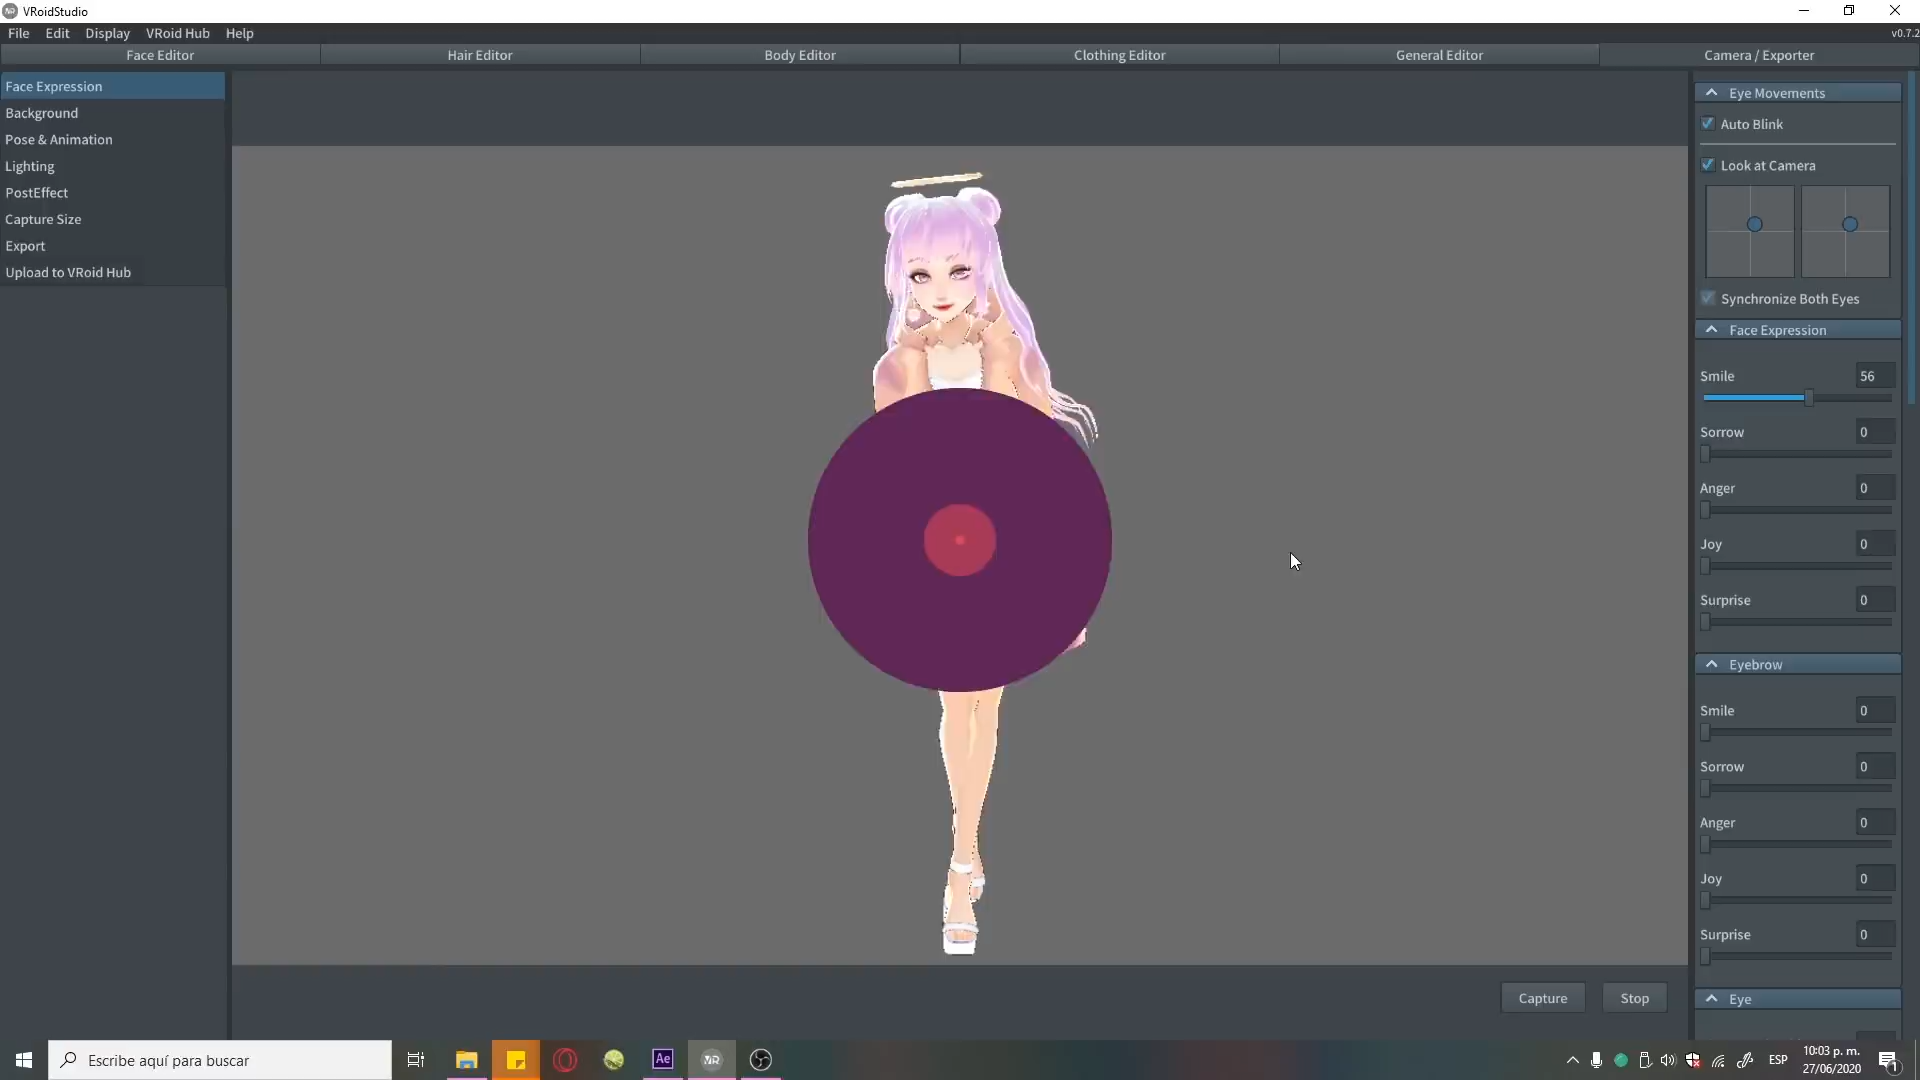 VRoidStudio
File Edit Display VRoid Hub Help
v0.7.2
Face Editor Hair Editor Body Editor Clothing Editor General Editor Camera / Exporter
Face Expression
Background
Pose & Animation
Lighting
PostEffect
Capture Size
Export
Upload to VRoid Hub
Eye Movements
Auto Blink
Look at Camera
Synchronize Both Eyes
Face Expression
Smile 56
Sorrow 0
Anger 0
Joy 0
Surprise 0
Eyebrow
Smile 0
Sorrow 0
Anger 0
Joy 0
Surprise 0
Eye
Capture Stop
Escribe aquí para buscar
Ae
ESP
10:03 p. m.
27/06/2020
1